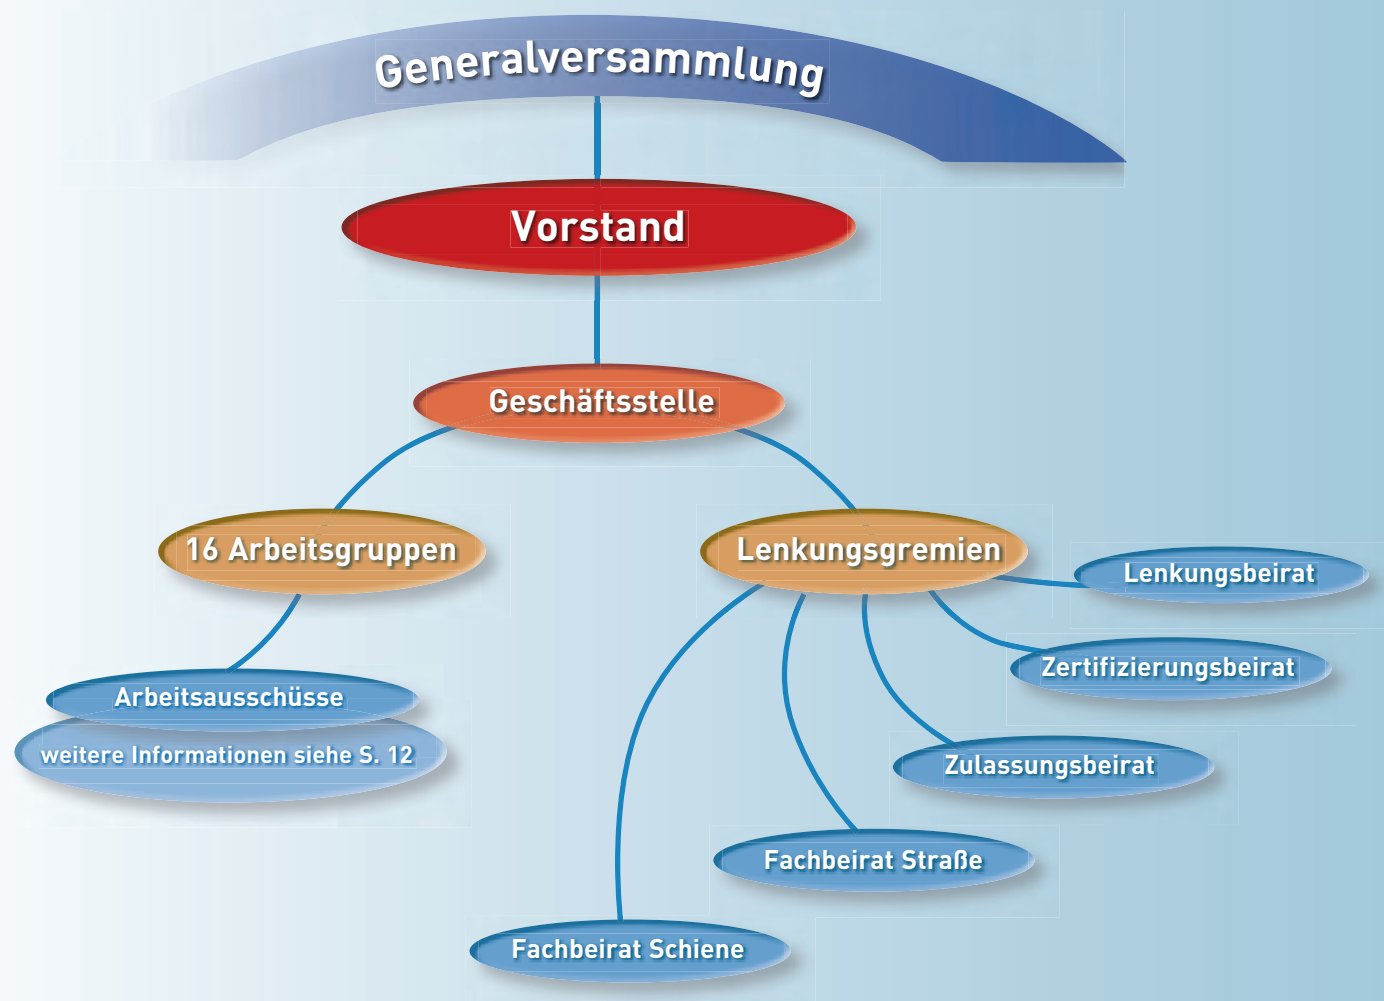 Generalversammlung
Vorstand
Geschäftsstelle
16 Arbeitsgruppen
Lenkungsgremien
Lenkungsbeirat
Zertifizierungsbeirat
Arbeitsausschüsse
weitere Informationen siehe S. 12
Zulassungsbeirat
Fachbeirat Straße
Fachbeirat Schiene